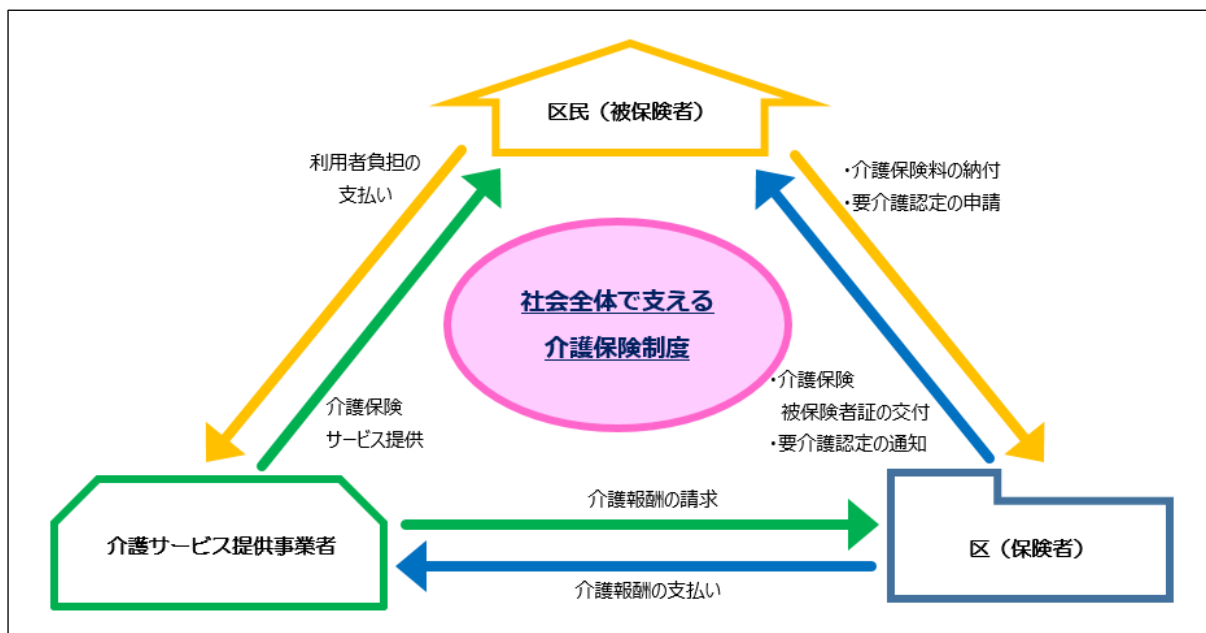 区民（被保険者）
利用者負担の
支払い
・介護保険料の納付
・要介護認定の申請
社会全体で支える
介護保険制度
介護保険
サービス提供
・介護保険
被保険者証の交付
・要介護認定の通知
介護サービス提供事業者
介護報酬の請求
介護報酬の支払い
区（保険者）